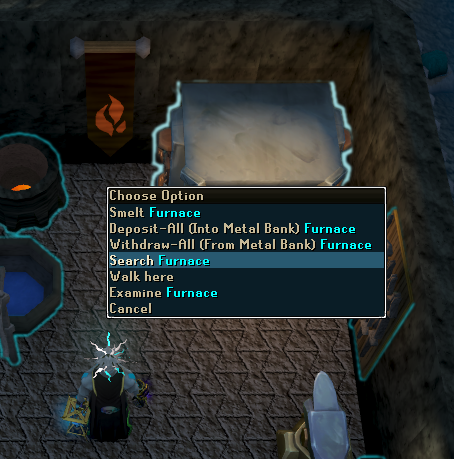 Choose Option
Smelt Furnace
Deposit-All (Into Metal Bank) Furnace
Withdraw-All (From Metal Bank) Furnace
Search Furnace
Walk here
Examine Furnace
Cancel